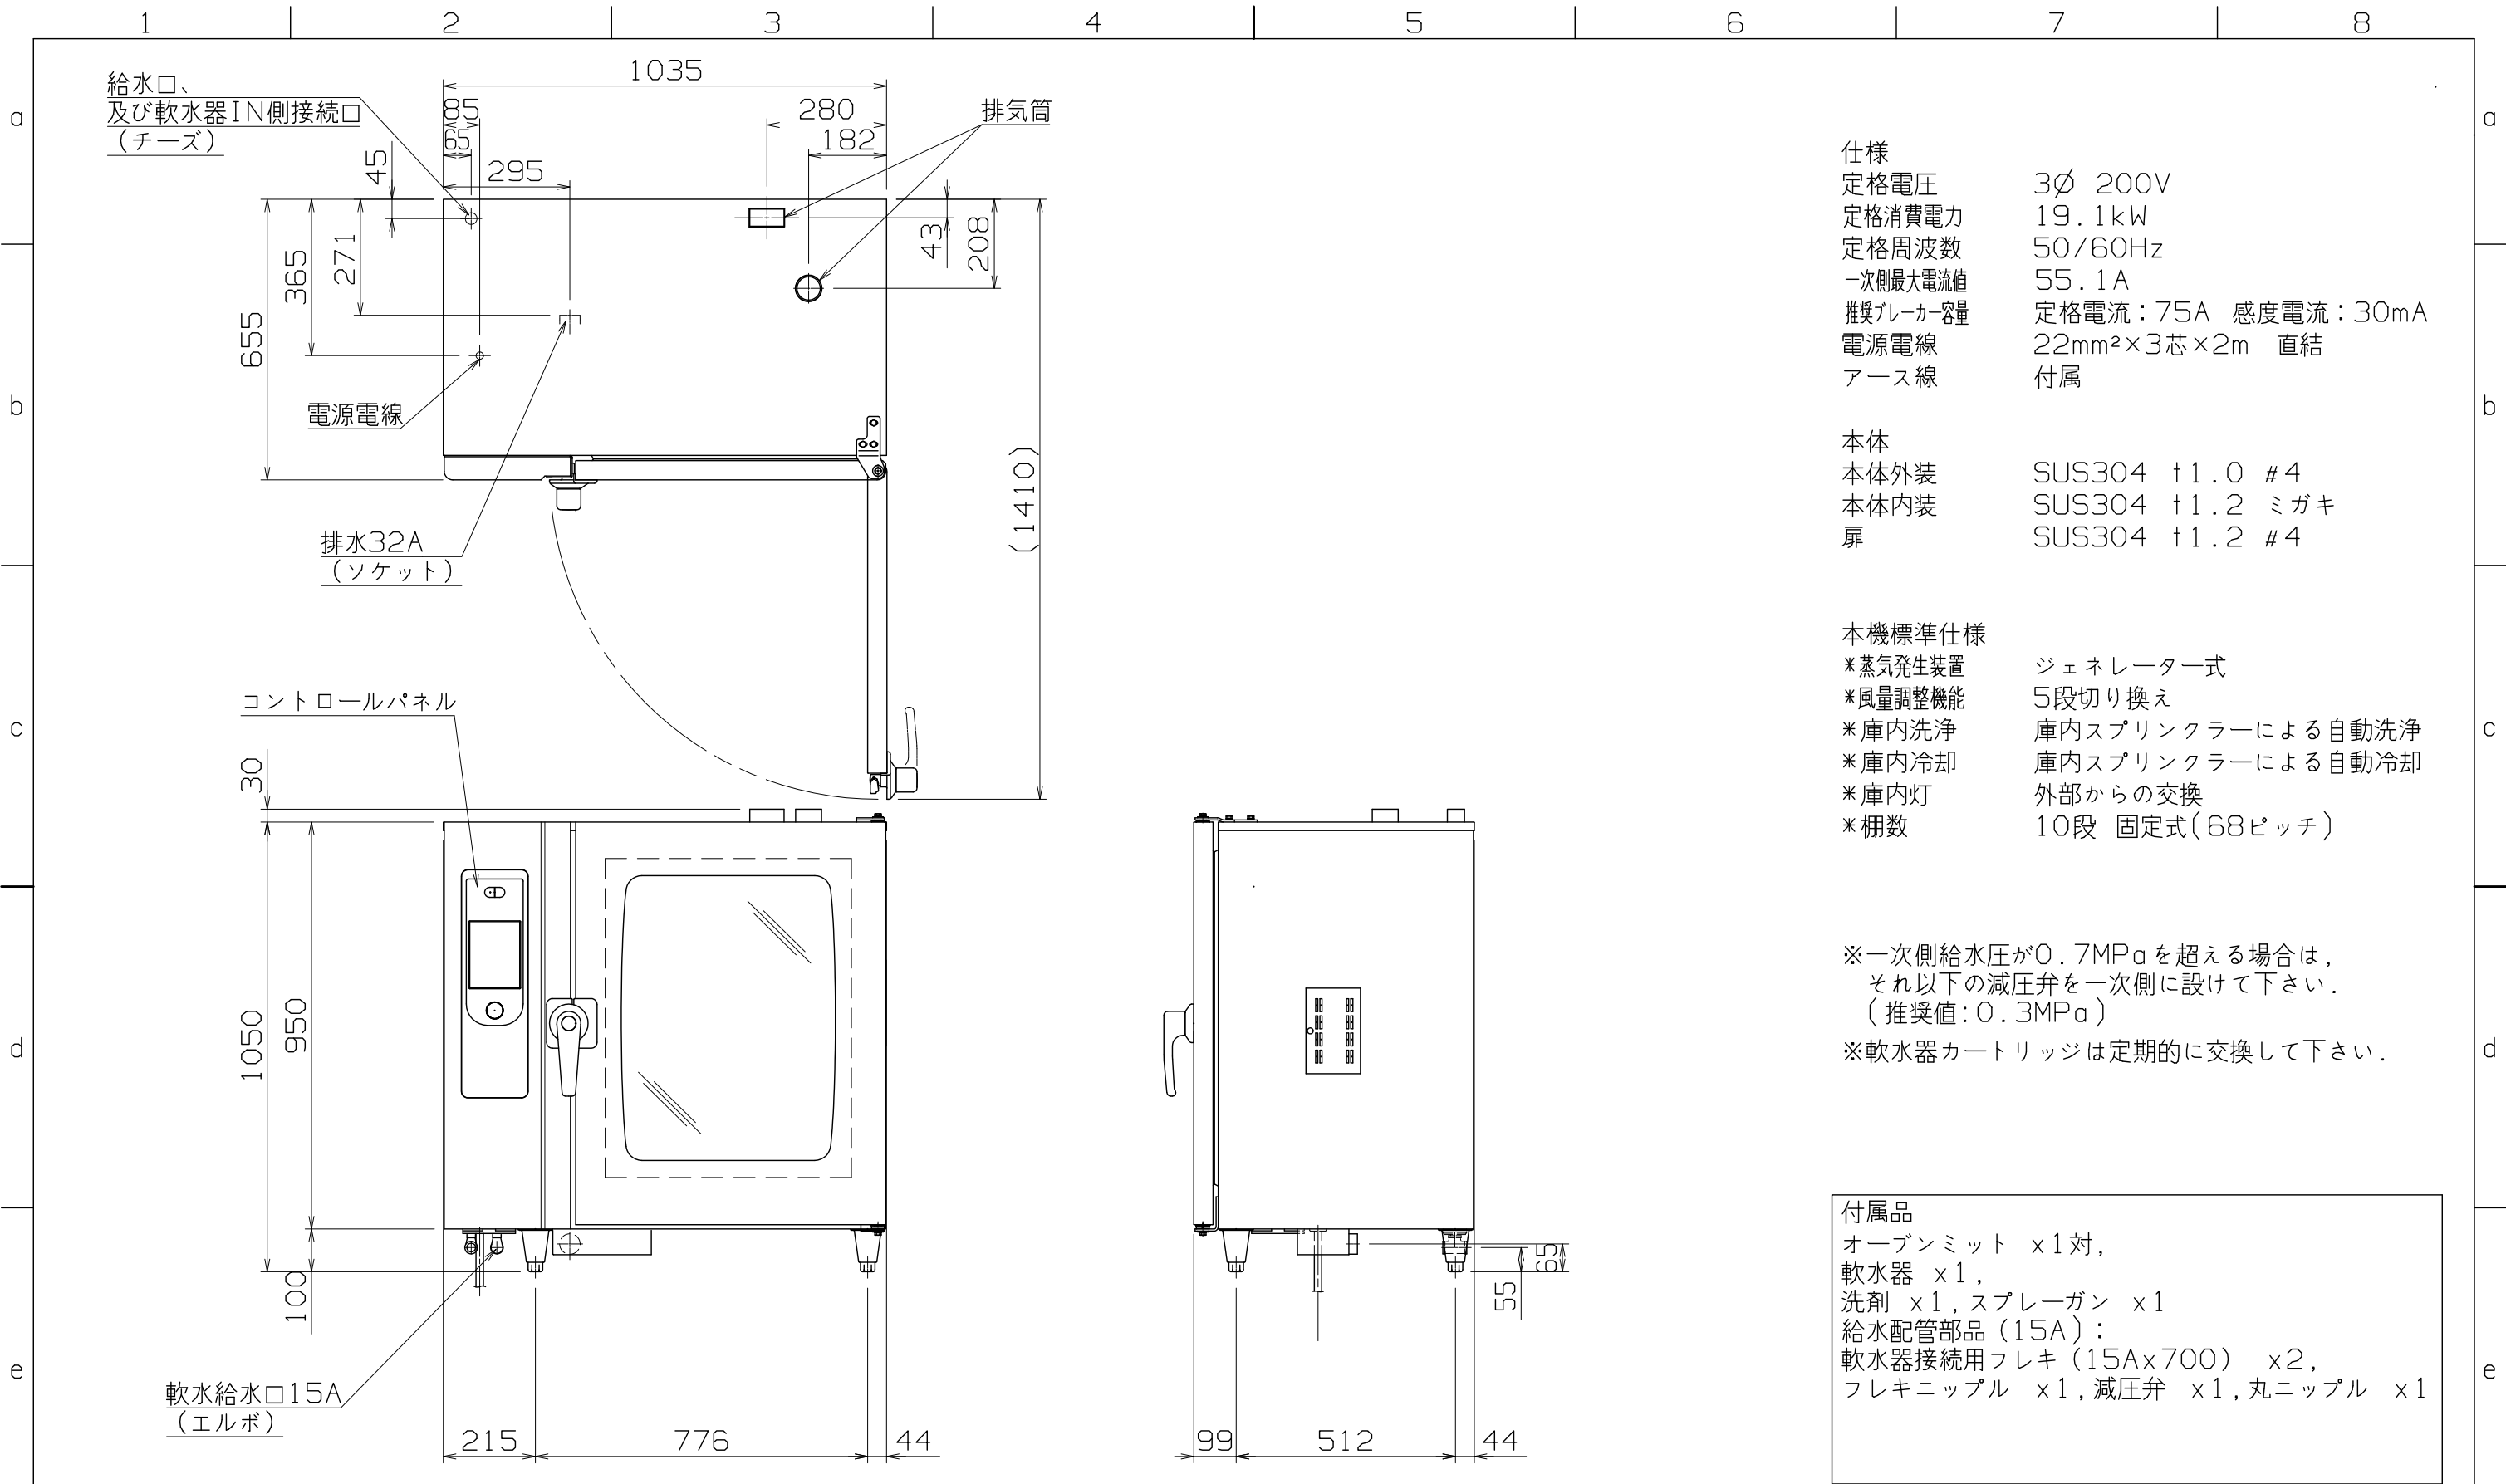 1 2 3 4 5 6 7 8
a
b
c
d
e
a
b
c
d
e
給水口、
及び軟水器IN側接続口
（チーズ）
1035
85
65
295
45
280
182
排気筒
655
365
271
43
208
(1410)
電源電線
排水32A
（ソケット）
コントロールパネル
30
1050
950
100
軟水給水口15A
（エルボ）
215
776
44
99
512
44
55
65
仕様
定格電圧 3∅ 200V
定格消費電力 19.1kW
定格周波数 50/60Hz
一次側最大電流値 55.1A
推奨ブレーカー容量 定格電流：75A 感度電流：30mA
電源電線 22mm²×3芯×2m 直結
アース線 付属
本体
本体外装 SUS304 t1.0 #4
本体内装 SUS304 t1.2 ミガキ
扉 SUS304 t1.2 #4
本機標準仕様
*蒸気発生装置 ジェネレーター式
*風量調整機能 5段切り換え
*庫内洗浄 庫内スプリンクラーによる自動洗浄
*庫内冷却 庫内スプリンクラーによる自動冷却
*庫内灯 外部からの交換
*棚数 10段 固定式(68ピッチ)
※一次側給水圧が0.7MPaを超える場合は,
それ以下の減圧弁を一次側に設けて下さい.
(推奨値:0.3MPa)
※軟水器カートリッジは定期的に交換して下さい.
付属品
オーブンミット x1対,
軟水器 x1,
洗剤 x1,スプレーガン x1
給水配管部品(15A):
軟水器接続用フレキ(15Ax700) x2,
フレキニップル x1,減圧弁 x1,丸ニップル x1